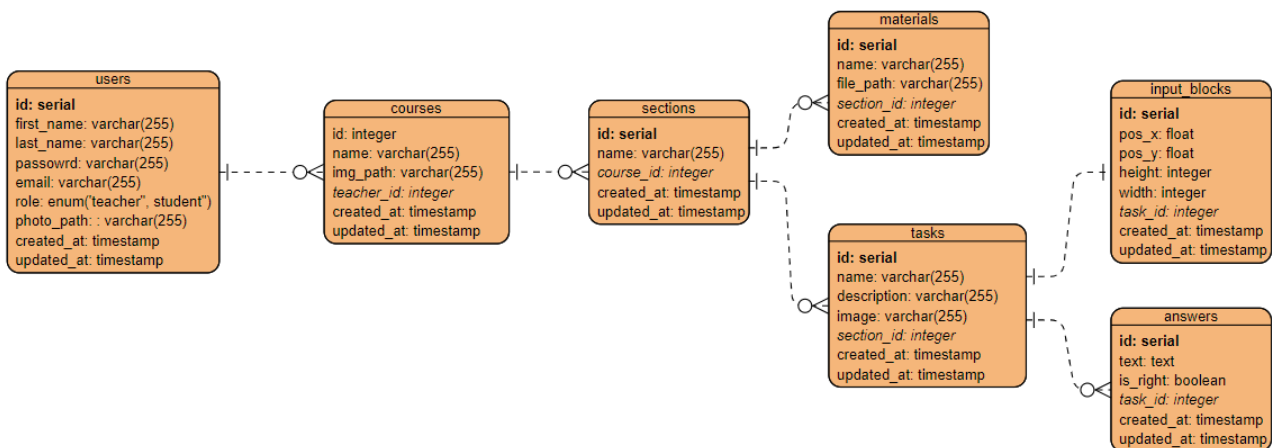 users
id: serial
first_name: varchar(255)
last_name: varchar(255)
passowrd: varchar(255)
email: varchar(255)
role: enum("teacher", student")
photo_path: : varchar(255)
created_at: timestamp
updated_at: timestamp
courses
id: integer
name: varchar(255)
img_path: varchar(255)
teacher_id: integer
created_at: timestamp
updated_at: timestamp
sections
id: serial
name: varchar(255)
course_id: integer
created_at: timestamp
updated_at: timestamp
materials
id: serial
name: varchar(255)
file_path: varchar(255)
section_id: integer
created_at: timestamp
updated_at: timestamp
tasks
id: serial
name: varchar(255)
description: varchar(255)
image: varchar(255)
section_id: integer
created_at: timestamp
updated_at: timestamp
input_blocks
id: serial
pos_x: float
pos_y: float
height: integer
width: integer
task_id: integer
created_at: timestamp
updated_at: timestamp
answers
id: serial
text: text
is_right: boolean
task_id: integer
created_at: timestamp
updated_at: timestamp